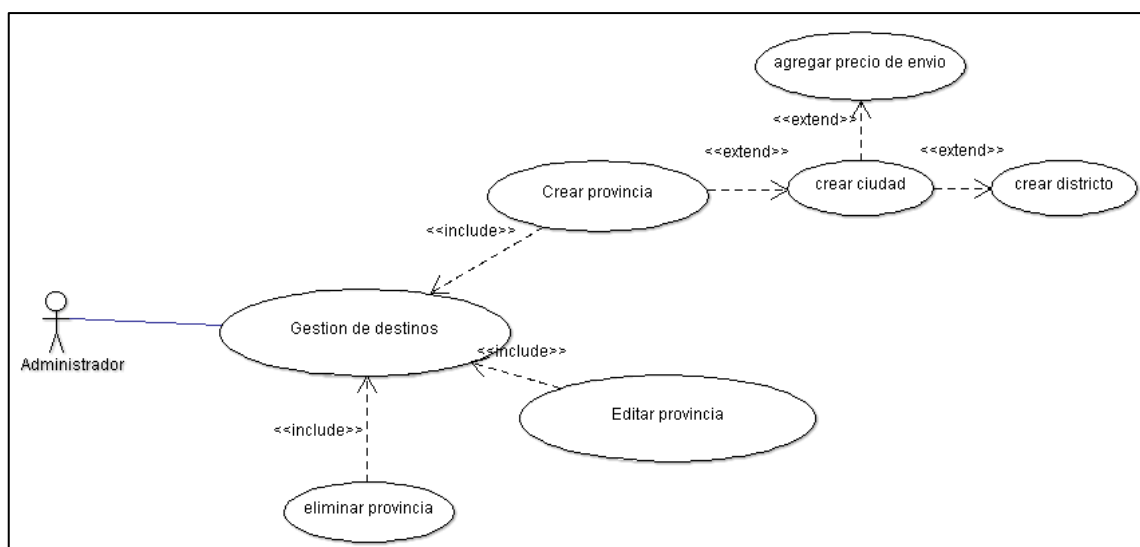 agregar precio de envio
<<extend>>
<<extend>>
<<extend>>
Crear provincia
crear ciudad
crear districto
<<include>>
Gestion de destinos
<<include>>
Administrador
Editar provincia
<<include>>
eliminar provincia